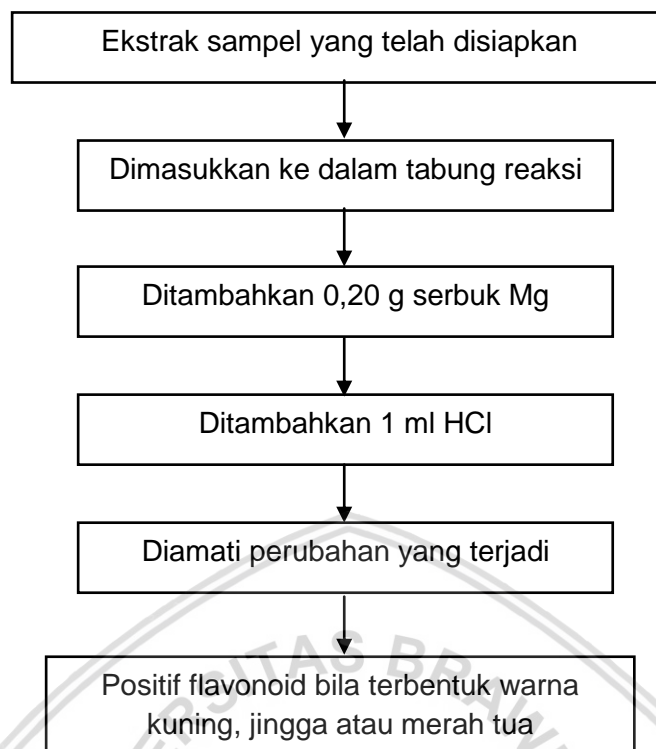 Ekstrak sampel yang telah disiapkan
Dimasukkan ke dalam tabung reaksi
Ditambahkan 0,20 g serbuk Mg
Ditambahkan 1 ml HCl
Diamati perubahan yang terjadi
Positif flavonoid bila terbentuk warna
kuning, jingga atau merah tua